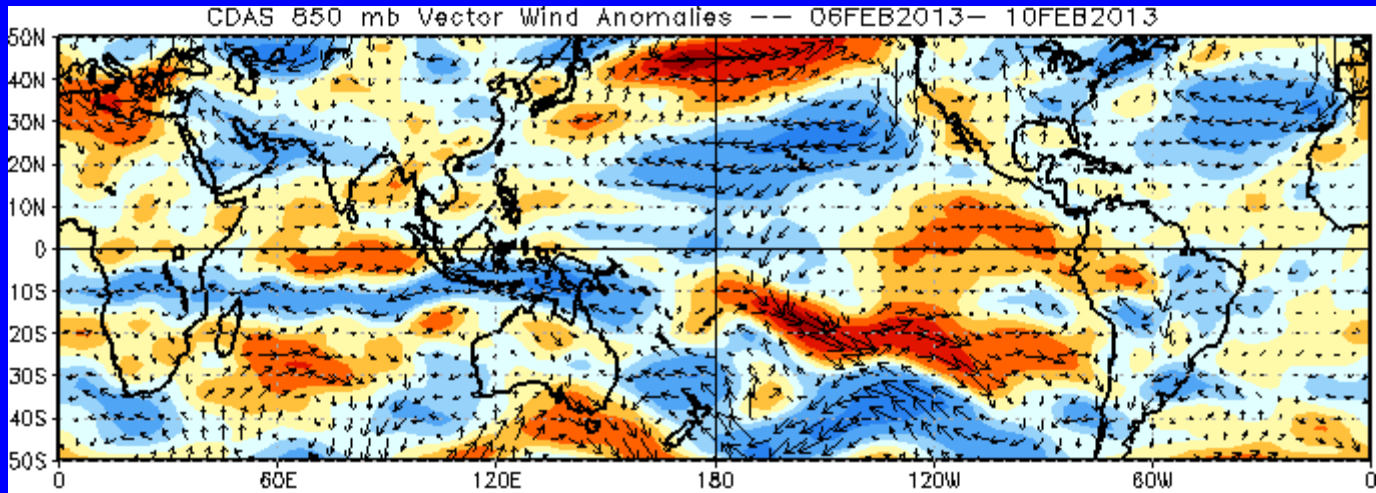 CDAS 850 mb Vector Wind Anomalies -- 06FEB2013- 10FEB2013
50N
40N
30N
20N
10N
0
10S
20S
30S
40S
50S
0 60E 120E 180 120W 60W 0